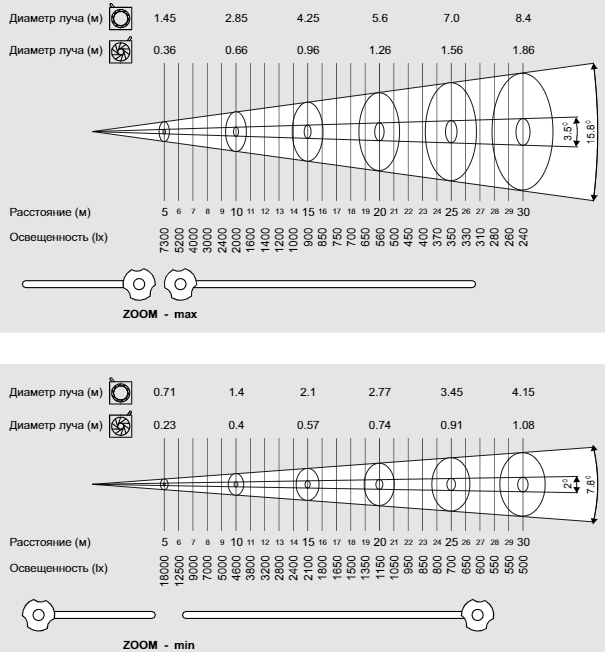 Диаметр луча (м) 1.45 2.85 4.25 5.6 7.0 8.4
Диаметр луча (м) 0.36 0.66 0.96 1.26 1.56 1.86
3.5° 15.8°
Расстояние (м) 5 6 7 8 9 10 11 12 13 14 15 16 17 18 19 20 21 22 23 24 25 26 27 28 29 30
Освещенность (lx) 7300 5200 4000 3000 2400 2000 1600 1400 1200 1000 900 850 750 700 650 560 500 450 400 370 350 330 310 280 260 240
ZOOM - max
Диаметр луча (м) 0.71 1.4 2.1 2.77 3.45 4.15
Диаметр луча (м) 0.23 0.4 0.57 0.74 0.91 1.08
2° 7.8°
Расстояние (м) 5 6 7 8 9 10 11 12 13 14 15 16 17 18 19 20 21 22 23 24 25 26 27 28 29 30
Освещенность (lx) 18000 12500 9000 7000 5000 4600 3800 3200 2800 2400 2100 1800 1650 1500 1350 1150 1050 950 850 800 700 650 600 550 550 500
ZOOM - min